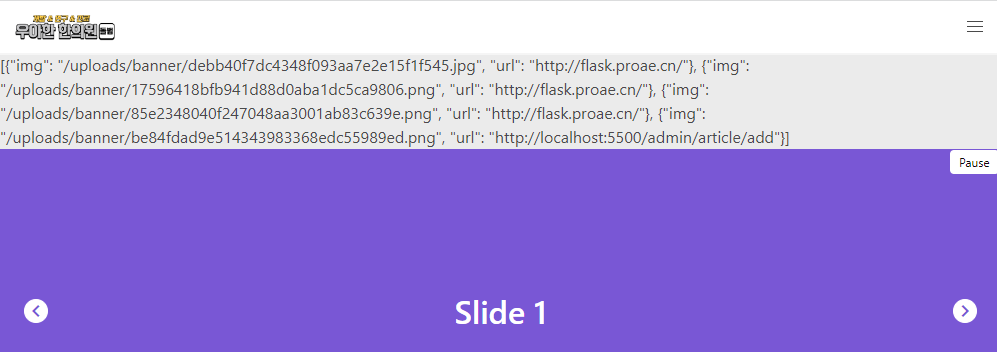 우아한 한의원
[{"img": "/uploads/banner/debb40f7dc4348f093aa7e2e15f1f545.jpg", "url": "http://flask.proae.cn/"}, {"img":
"/uploads/banner/17596418bfb941d88d0aba1dc5ca9806.png", "url": "http://flask.proae.cn/"}, {"img":
"/uploads/banner/85e2348040f247048aa3001ab83c639e.png", "url": "http://flask.proae.cn/"}, {"img":
"/uploads/banner/be84fdad9e514343983368edc55989ed.png", "url": "http://localhost:5500/admin/article/add"}]
Pause
Slide 1